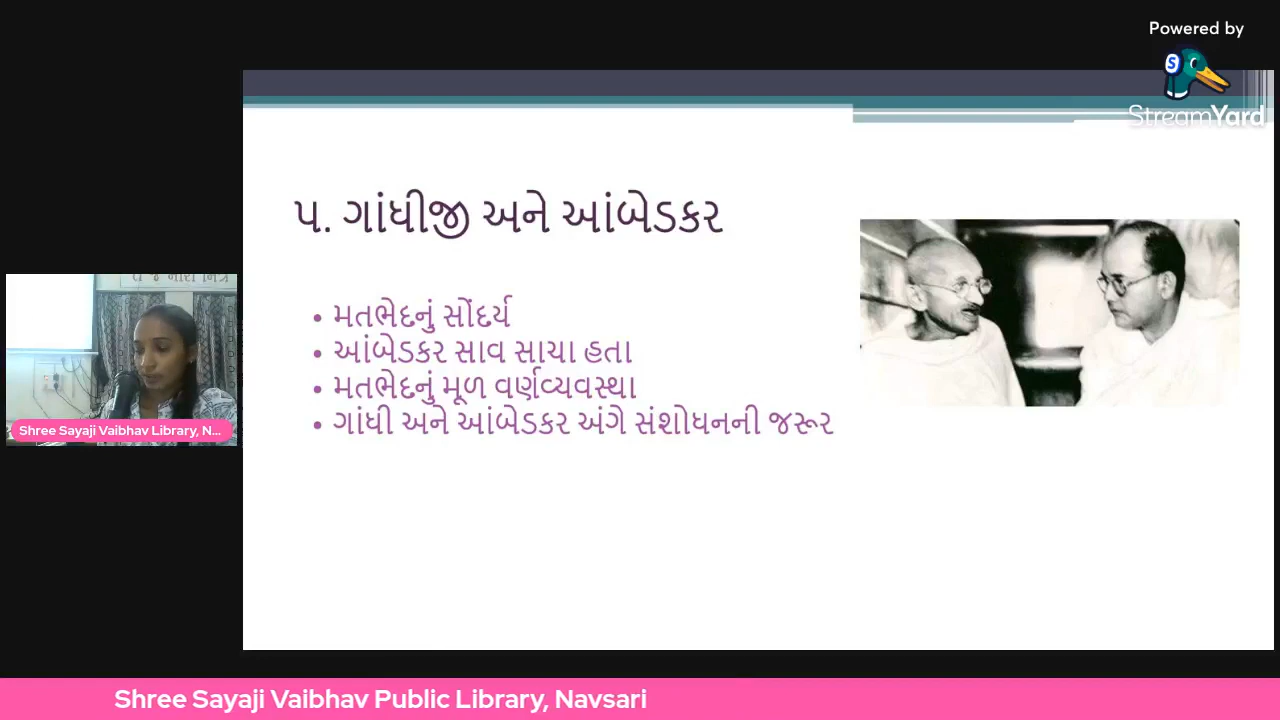 Powered by
StreamYard
૫. ગાંધીજી અને આંબેડકર
• મતભેદનું સોંદર્ય
• આંબેડકર સાવ સાચા હતા
• મતભેદનું મૂળ વર્ણવ્યવસ્થા
• ગાંધી અને આંબેડકર અંગે સંશોધનની જરૂર
Shree Sayaji Vaibhav Library, N...
Shree Sayaji Vaibhav Public Library, Navsari